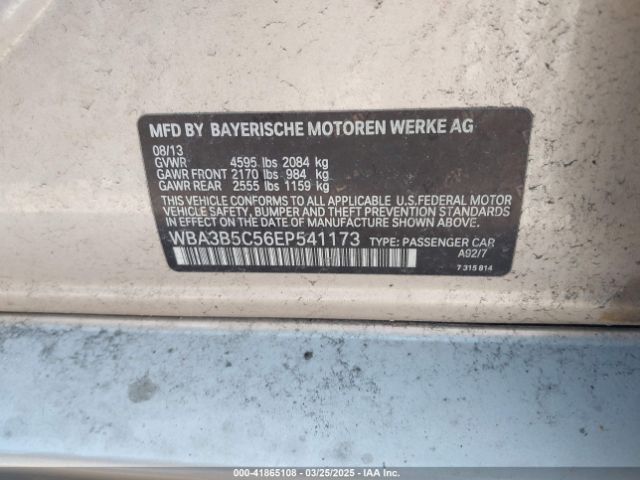 MFD BY BAYERISCHE MOTOREN WERKE AG
08/13
GVWR 4595 lbs 2084 kg
GAWR FRONT 2170 lbs 984 kg
GAWR REAR 2555 lbs 1159 kg
THIS VEHICLE CONFORMS TO ALL APPLICABLE U.S.FEDERAL MOTOR
VEHICLE SAFETY, BUMPER, AND THEFT PREVENTION STANDARDS
IN EFFECT ON THE DATE OF MANUFACTURE SHOWN ABOVE.
WBA3B5C56EP541173 TYPE: PASSENGER CAR
A92/7
7 315 814
00-41865108 - 03/25/2025 - IAA Inc.